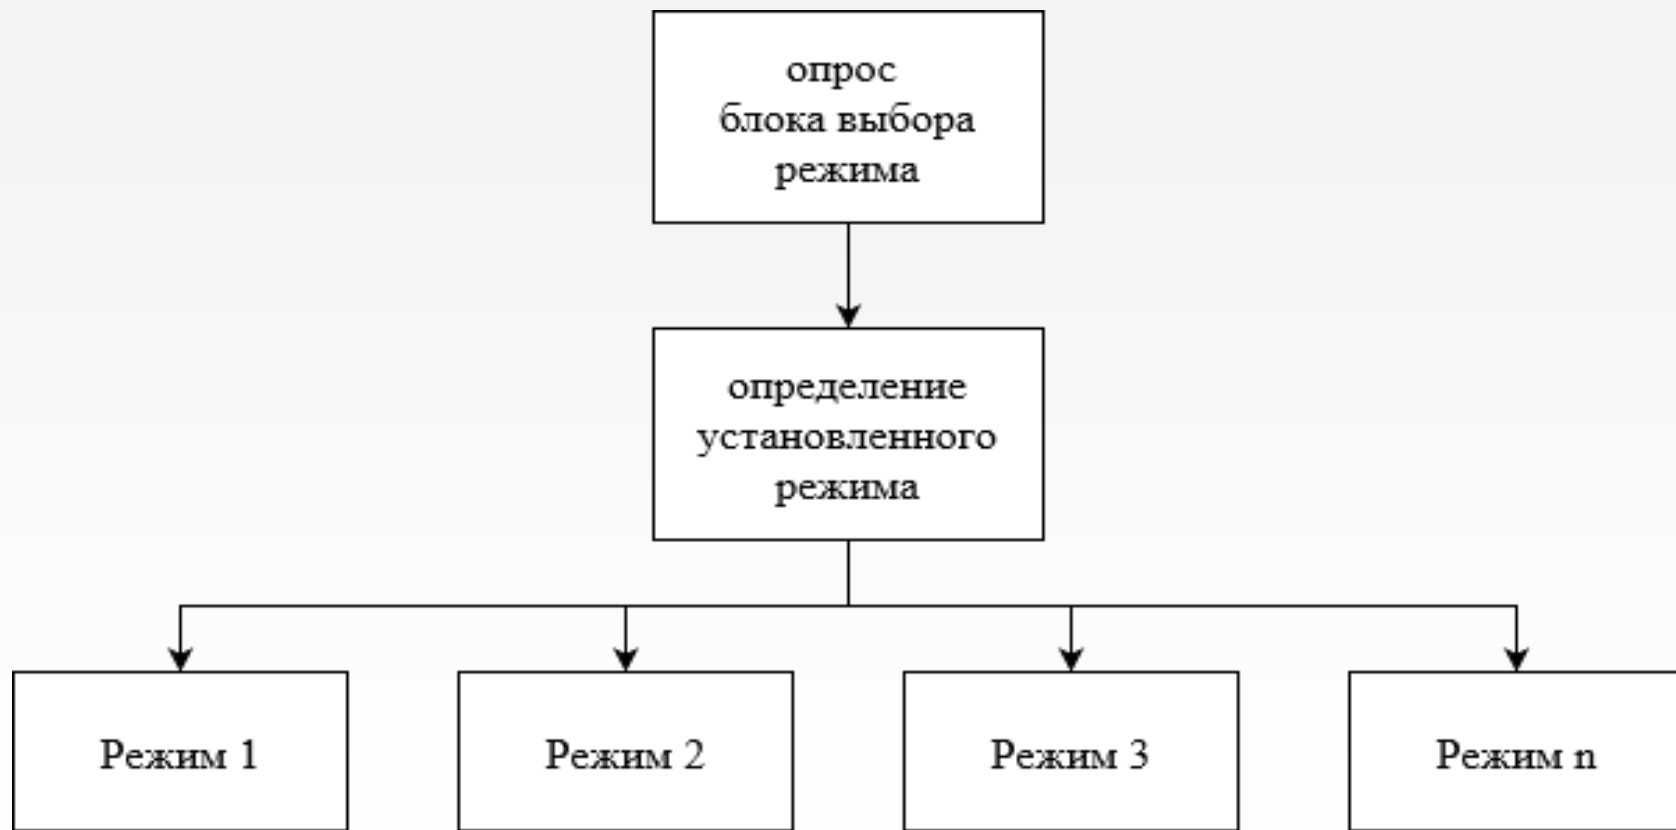 опрос
блока выбора
режима
определение
установленного
режима
Режим 1
Режим 2
Режим 3
Режим n